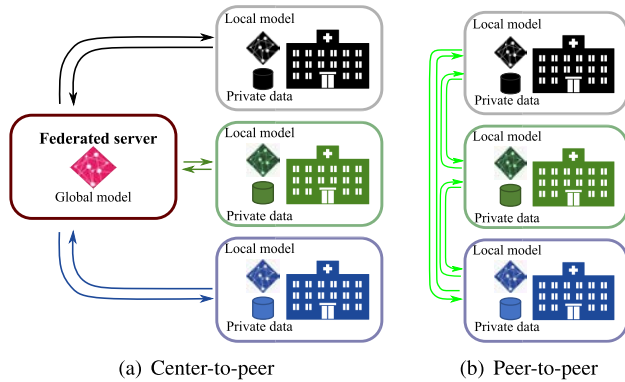 Local model
Private data
Federated server
Global model
Local model
Private data
Local model
Private data
(a) Center-to-peer
Local model
Private data
Local model
Private data
Local model
Private data
(b) Peer-to-peer